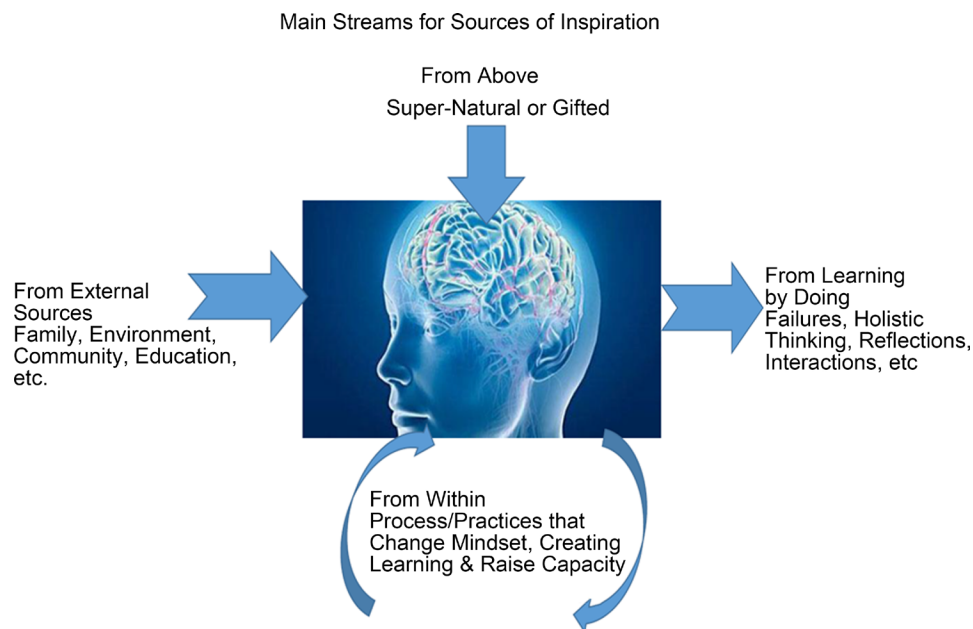 Main Streams for Sources of Inspiration
From Above
Super-Natural or Gifted
From External
Sources
Family, Environment,
Community, Education,
etc.
From Learning
by Doing
Failures, Holistic
Thinking, Reflections,
Interactions, etc
From Within
Process/Practices that
Change Mindset, Creating
Learning & Raise Capacity